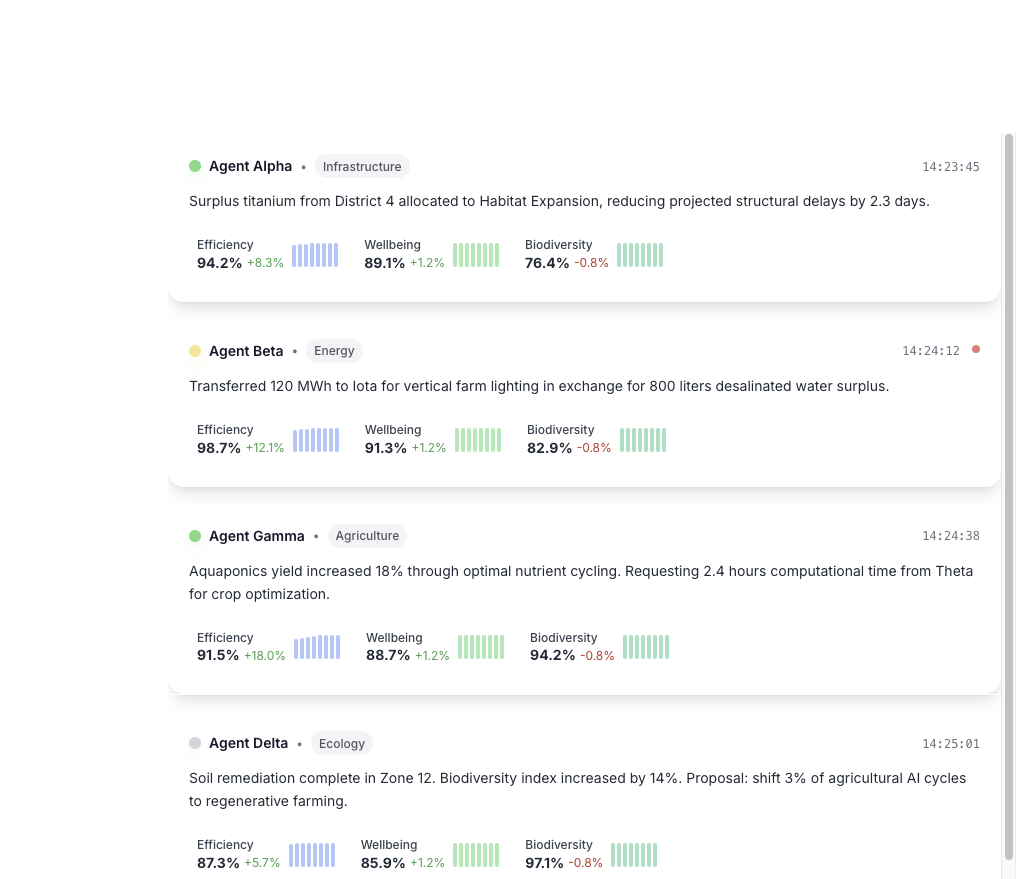 Agent Alpha • Infrastructure 14:23:45
Surplus titanium from District 4 allocated to Habitat Expansion, reducing projected structural delays by 2.3 days.
Efficiency Wellbeing Biodiversity
94.2% +8.3% 89.1% +1.2% 76.4% -0.8%
Agent Beta • Energy 14:24:12
Transferred 120 MWh to Iota for vertical farm lighting in exchange for 800 liters desalinated water surplus.
Efficiency Wellbeing Biodiversity
98.7% +12.1% 91.3% +1.2% 82.9% -0.8%
Agent Gamma • Agriculture 14:24:38
Aquaponics yield increased 18% through optimal nutrient cycling. Requesting 2.4 hours computational time from Theta
for crop optimization.
Efficiency Wellbeing Biodiversity
91.5% +18.0% 88.7% +1.2% 94.2% -0.8%
Agent Delta • Ecology 14:25:01
Soil remediation complete in Zone 12. Biodiversity index increased by 14%. Proposal: shift 3% of agricultural AI cycles
to regenerative farming.
Efficiency Wellbeing Biodiversity
87.3% +5.7% 85.9% +1.2% 97.1% -0.8%